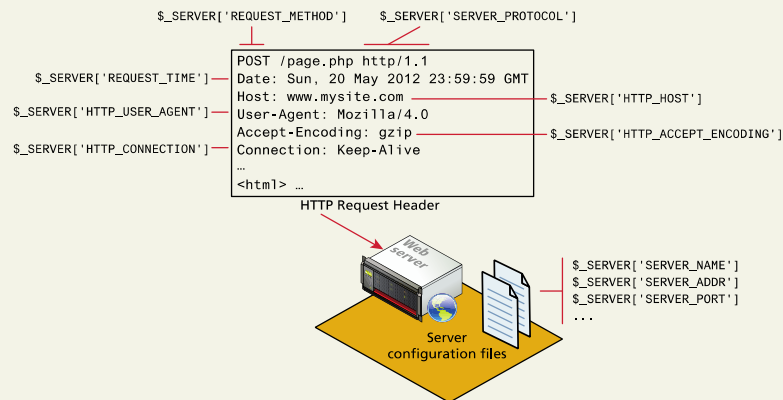 $_SERVER['REQUEST_METHOD']
$_SERVER['SERVER_PROTOCOL']
POST /page.php http/1.1
$_SERVER['REQUEST_TIME']
Date: Sun, 20 May 2012 23:59:59 GMT
Host: www.mysite.com
$_SERVER['HTTP_HOST']
$_SERVER['HTTP_USER_AGENT']
User-Agent: Mozilla/4.0
Accept-Encoding: gzip
$_SERVER['HTTP_ACCEPT_ENCODING']
$_SERVER['HTTP_CONNECTION']
Connection: Keep-Alive
…
<html> …
HTTP Request Header
Web
server
$_SERVER['SERVER_NAME']
$_SERVER['SERVER_ADDR']
$_SERVER['SERVER_PORT']
...
Server
configuration files